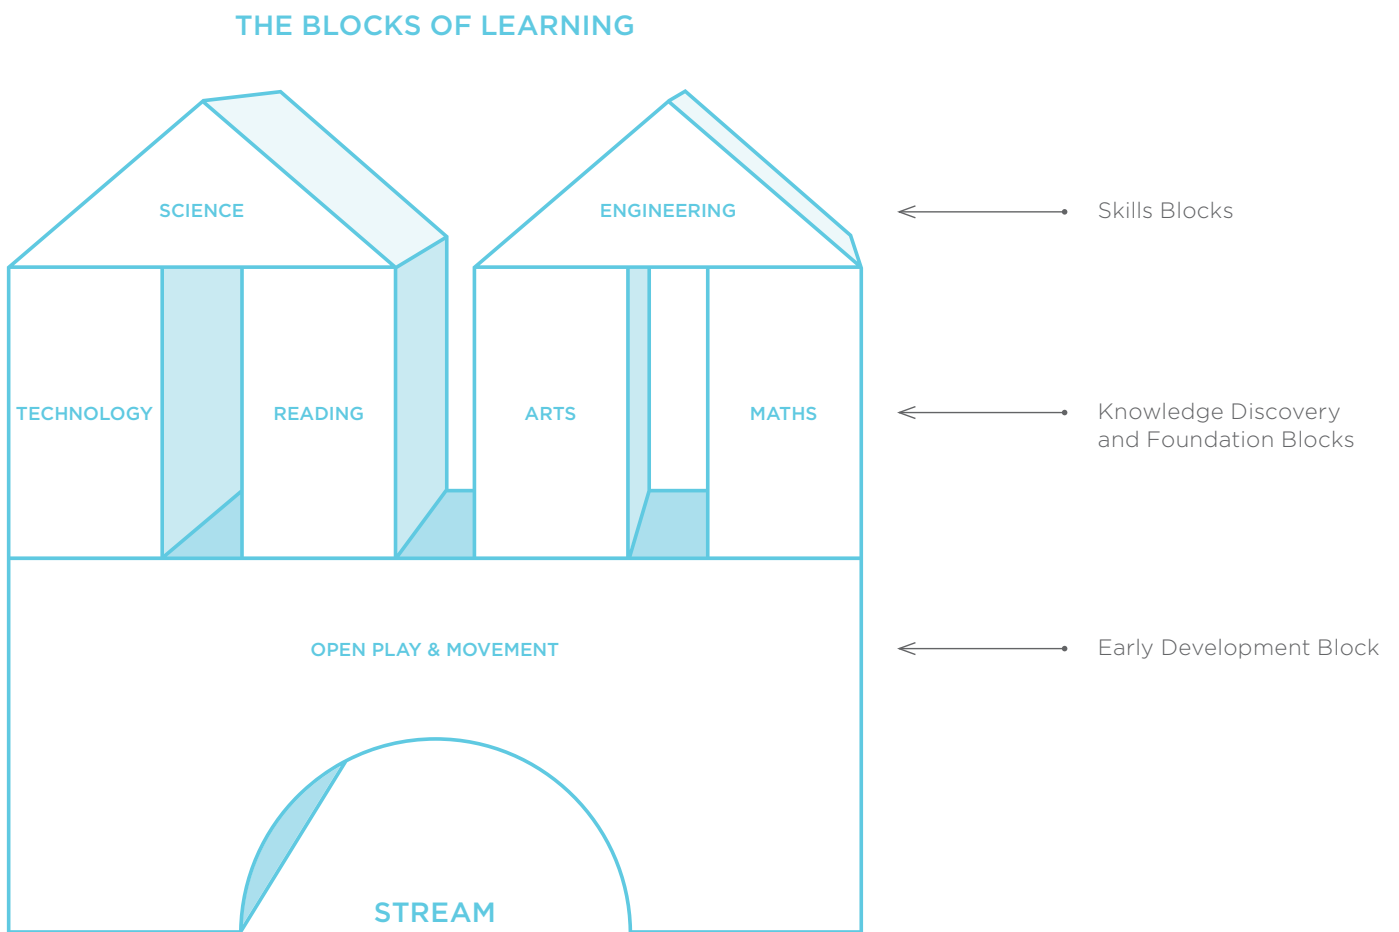 THE BLOCKS OF LEARNING
SCIENCE
ENGINEERING
Skills Blocks
TECHNOLOGY
READING
ARTS
MATHS
Knowledge Discovery
and Foundation Blocks
OPEN PLAY & MOVEMENT
Early Development Block
STREAM